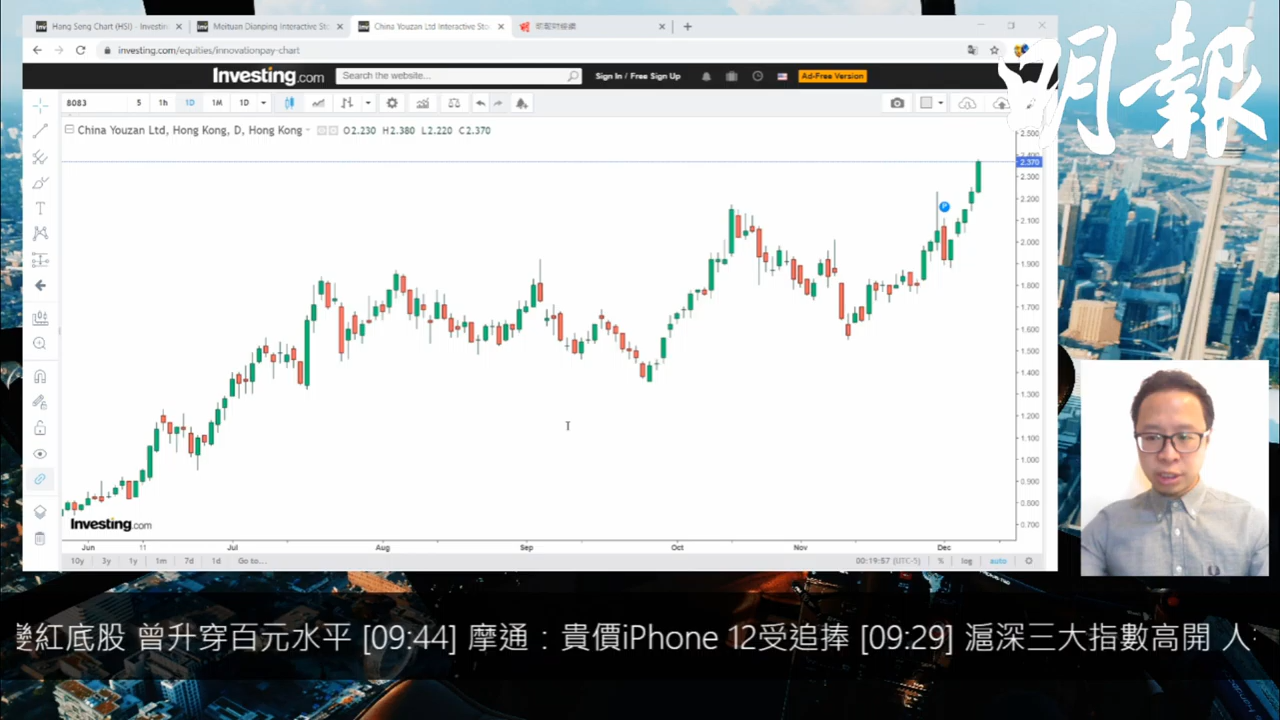 Hang Seng Chart (HSI) - Investin
Meituan Dianping Interactive Sto
China Youzan Ltd Interactive Sto
investing.com/equities/innovationpay-chart
明報
Investing.com
Search the website...
Sign In / Free Sign Up
Ad-Free Version
8083
5
1h
1D
1M
1D
China Youzan Ltd, Hong Kong, D, Hong Kong
O2.230 H2.380 L2.220 C2.370
2.500
2.370
2.300
2.200
2.100
2.000
1.900
1.800
1.700
1.600
1.500
1.400
1.300
1.200
1.100
1.000
0.900
0.800
0.700
Investing.com
Jun
11
Jul
Aug
Sep
Oct
Nov
Dec
10y
3y
1y
1m
7d
1d
Go to...
00:19:57 (UTC-5)
%
log
auto
紅底股 曾升穿百元水平 [09:44] 摩通：貴價iPhone 12受追捧 [09:29] 滬深三大指數高開 人